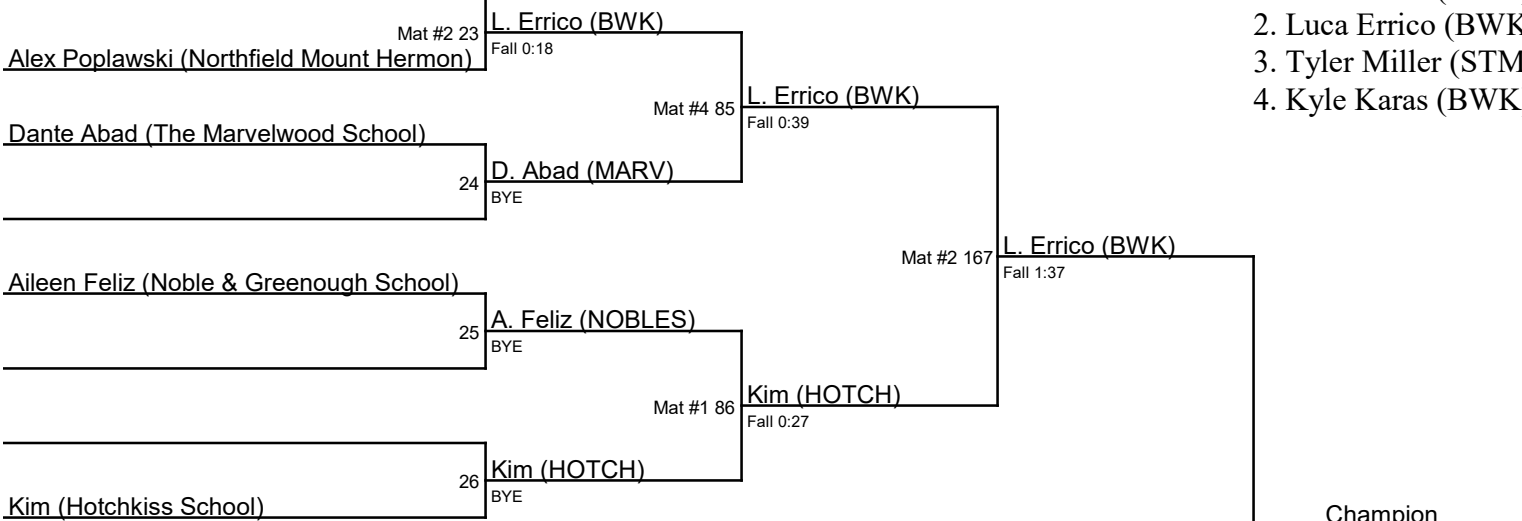 L. Errico (BWK)
2. Luca Errico (BWK
Mat #2 23
Fall 0:18
Alex Poplawski (Northfield Mount Hermon)
3. Tyler Miller (STM
L. Errico (BWK)
4. Kyle Karas (BWK
Mat #4 85
Fall 0:39
Dante Abad (The Marvelwood School)
D. Abad (MARV)
24
BYE
L. Errico (BWK)
Mat #2 167
Fall 1:37
Aileen Feliz (Noble & Greenough School)
A. Feliz (NOBLES)
25
BYE
Kim (HOTCH)
Mat #1 86
Fall 0:27
Kim (HOTCH)
26
BYE
Kim (Hotchkiss School)
Champion